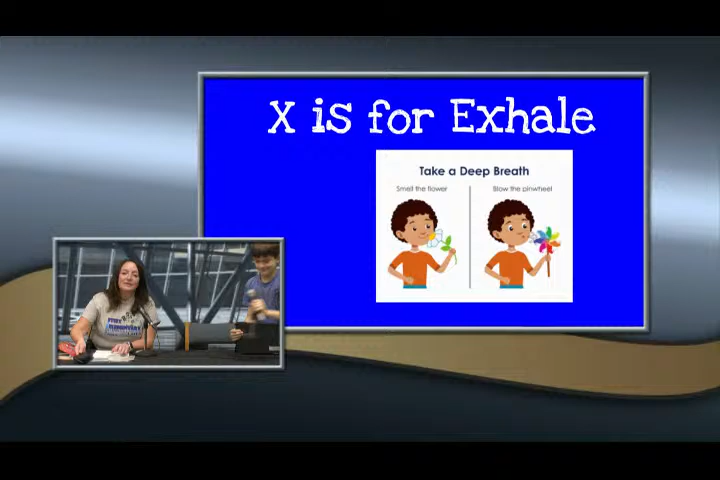 X is for Exhale
Take a Deep Breath
Smell the flower
Blow the pinwheel